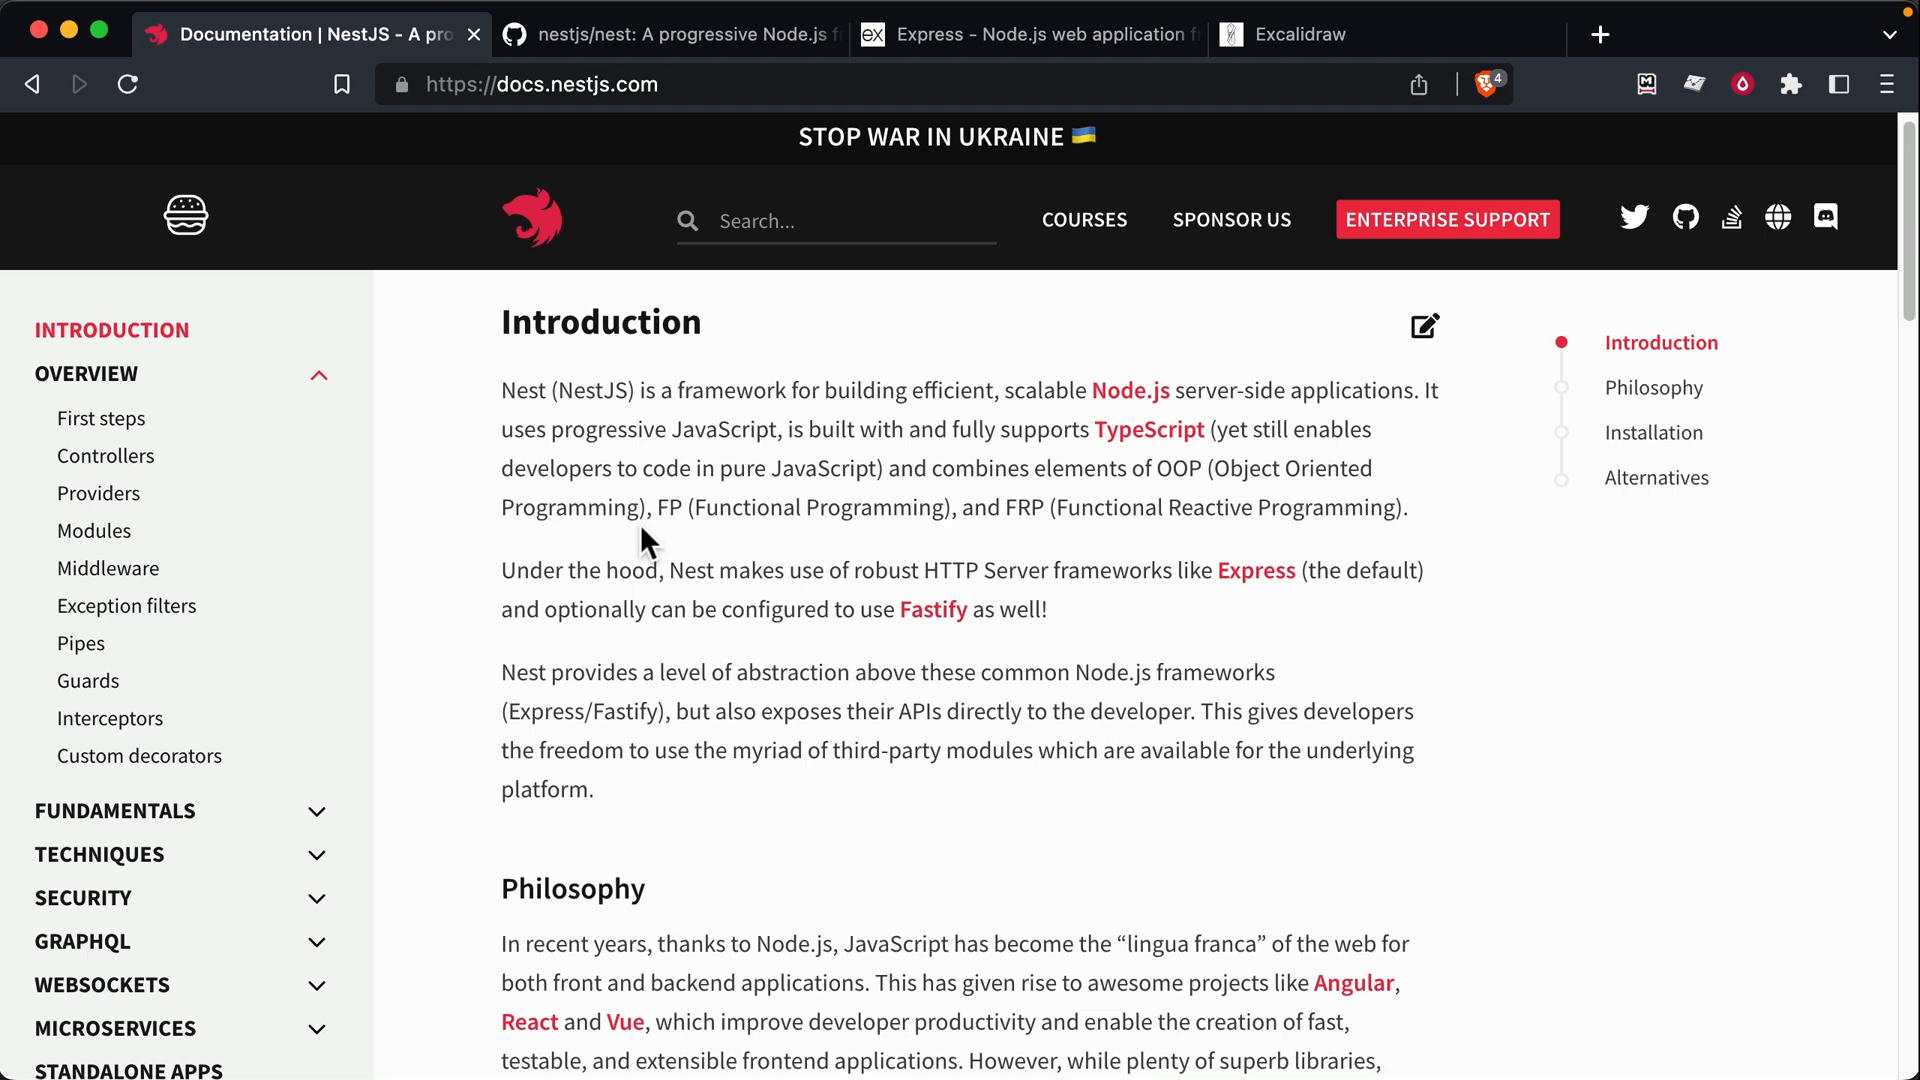 Documentation | NestJS - A pro
nestjs/nest: A progressive Node.js f
ex
Express - Node.js web application f
Excalidraw
https://docs.nestjs.com
4
STOP WAR IN UKRAINE 🇺🇦
Search...
COURSES
SPONSOR US
ENTERPRISE SUPPORT
INTRODUCTION
OVERVIEW
First steps
Controllers
Providers
Modules
Middleware
Exception filters
Pipes
Guards
Interceptors
Custom decorators
FUNDAMENTALS
TECHNIQUES
SECURITY
GRAPHQL
WEBSOCKETS
MICROSERVICES
STANDALONE APPS
Introduction
Nest (NestJS) is a framework for building efficient, scalable Node.js server-side applications. It
uses progressive JavaScript, is built with and fully supports TypeScript (yet still enables
developers to code in pure JavaScript) and combines elements of OOP (Object Oriented
Programming), FP (Functional Programming), and FRP (Functional Reactive Programming).
Under the hood, Nest makes use of robust HTTP Server frameworks like Express (the default)
and optionally can be configured to use Fastify as well!
Nest provides a level of abstraction above these common Node.js frameworks
(Express/Fastify), but also exposes their APIs directly to the developer. This gives developers
the freedom to use the myriad of third-party modules which are available for the underlying
platform.
Philosophy
In recent years, thanks to Node.js, JavaScript has become the “lingua franca” of the web for
both front and backend applications. This has given rise to awesome projects like Angular,
React and Vue, which improve developer productivity and enable the creation of fast,
testable, and extensible frontend applications. However, while plenty of superb libraries,
Introduction
Philosophy
Installation
Alternatives